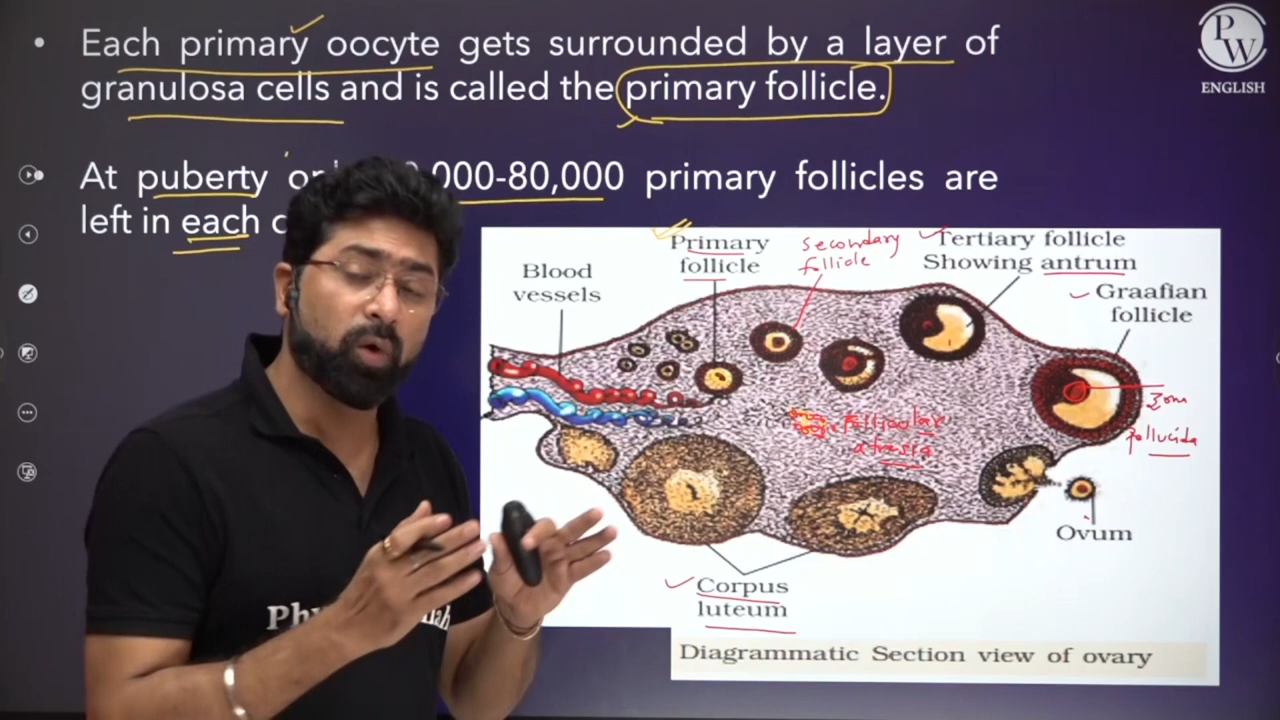 Each primary oocyte gets surrounded by a layer of
granulosa cells and is called the primary follicle.
At puberty 000-80,000 primary follicles are
left in each
PW
ENGLISH
Blood
vessels
Primary
follicle
secondary
follicle
Tertiary follicle
Showing antrum
Graafian
follicle
Zona
Pellucida
follicular
atresia
Ovum
Corpus
luteum
Diagrammatic Section view of ovary
Phy lah